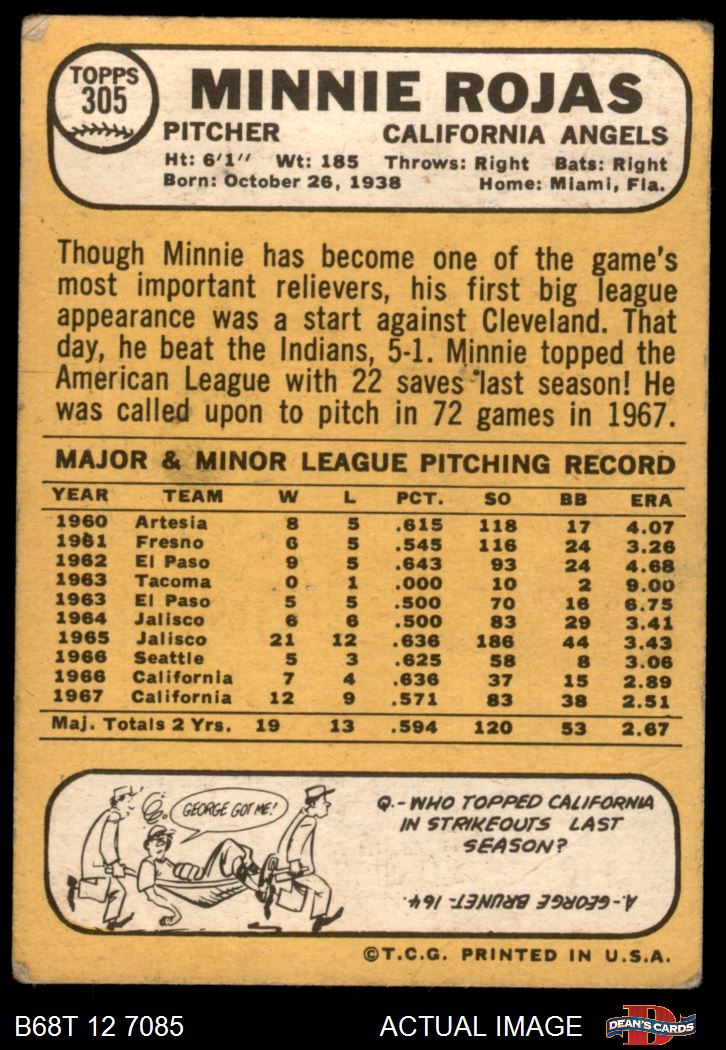 TOPPS
305
MINNIE ROJAS
PITCHER CALIFORNIA ANGELS
Ht: 6'1" Wt: 185 Throws: Right Bats: Right
Born: October 26, 1938 Home: Miami, Fla.
Though Minnie has become one of the game's
most important relievers, his first big league
appearance was a start against Cleveland. That
day, he beat the Indians, 5-1. Minnie topped the
American League with 22 saves last season! He
was called upon to pitch in 72 games in 1967.
MAJOR & MINOR LEAGUE PITCHING RECORD
YEAR TEAM W L PCT. SO BB ERA
1960 Artesia 8 5 .615 118 17 4.07
1961 Fresno 6 5 .545 116 24 3.26
1962 El Paso 9 5 .643 93 24 4.68
1963 Tacoma 0 1 .000 10 2 9.00
1963 El Paso 5 5 .500 70 16 6.75
1964 Jalisco 6 6 .500 83 29 3.41
1965 Jalisco 21 12 .636 186 44 3.43
1966 Seattle 5 3 .625 58 8 3.06
1966 California 7 4 .636 37 15 2.89
1967 California 12 9 .571 83 38 2.51
Maj. Totals 2 Yrs. 19 13 .594 120 53 2.67
GEORGE GOT ME!
Q.-WHO TOPPED CALIFORNIA
IN STRIKEOUTS LAST
SEASON?
A-GEORGE BRUNET-164.
©T.C.G. PRINTED IN U.S.A.
B68T 12 7085 ACTUAL IMAGE
D
DEAN'S CARDS